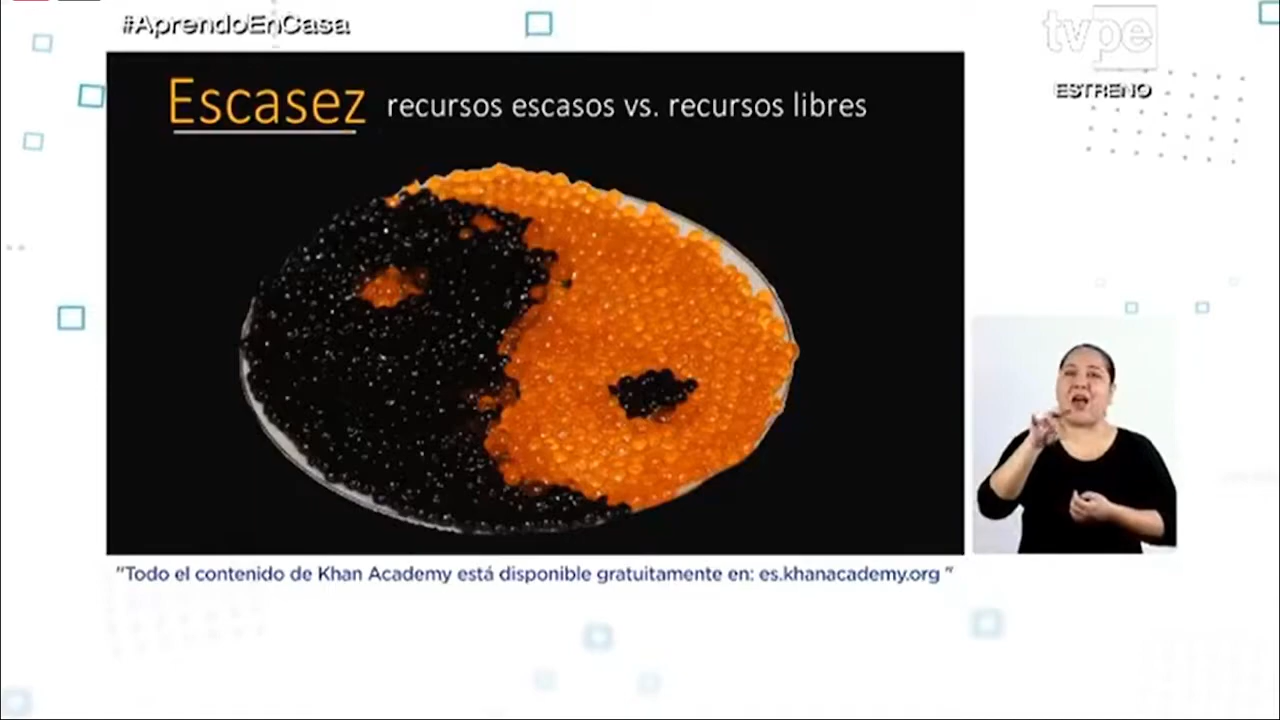 #AprendoEnCasa
tvpe
ESTRENO
Escasez recursos escasos vs. recursos libres
"Todo el contenido de Khan Academy está disponible gratuitamente en: es.khanacademy.org "